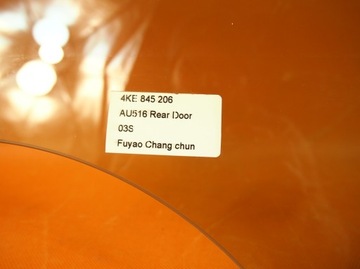 4KE 845 206
AU516 Rear Door
03S
Fuyao Chang chun